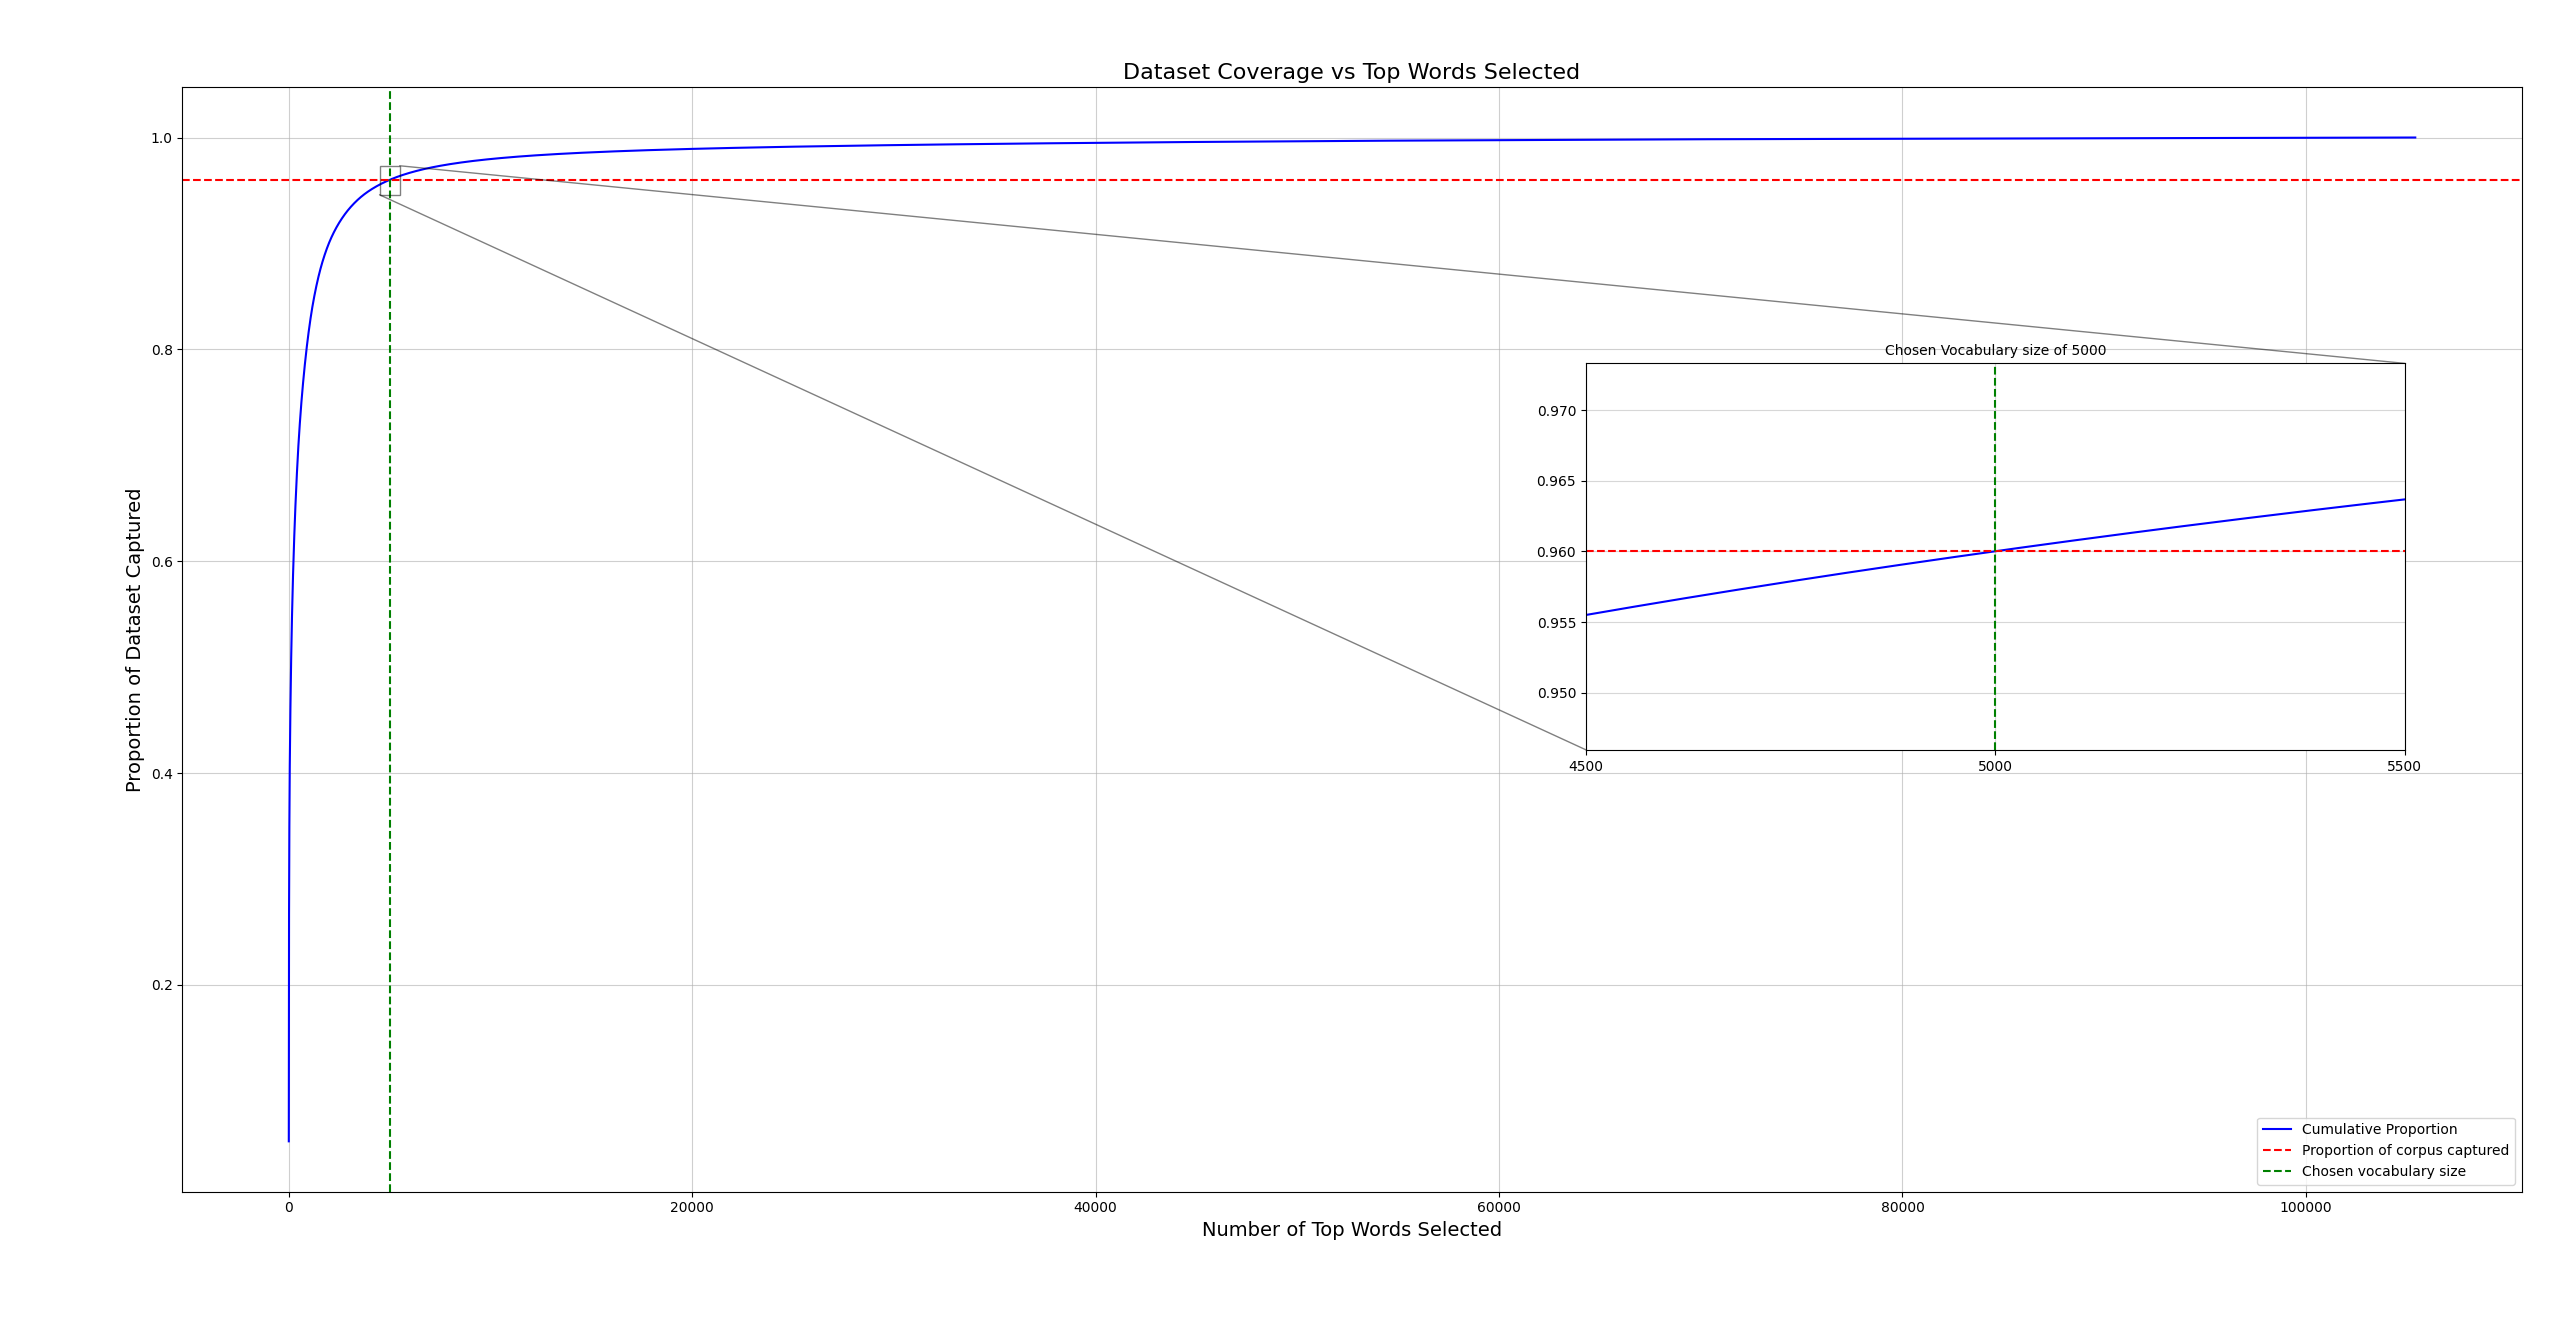 Dataset Coverage vs Top Words Selected
1.0
0.8
0.6
0.4
0.2
Proportion of Dataset Captured
0 20000 40000 60000 80000 100000
Number of Top Words Selected
Chosen Vocabulary size of 5000
0.970
0.965
0.960
0.955
0.950
4500 5000 5500
Cumulative Proportion
Proportion of corpus captured
Chosen vocabulary size